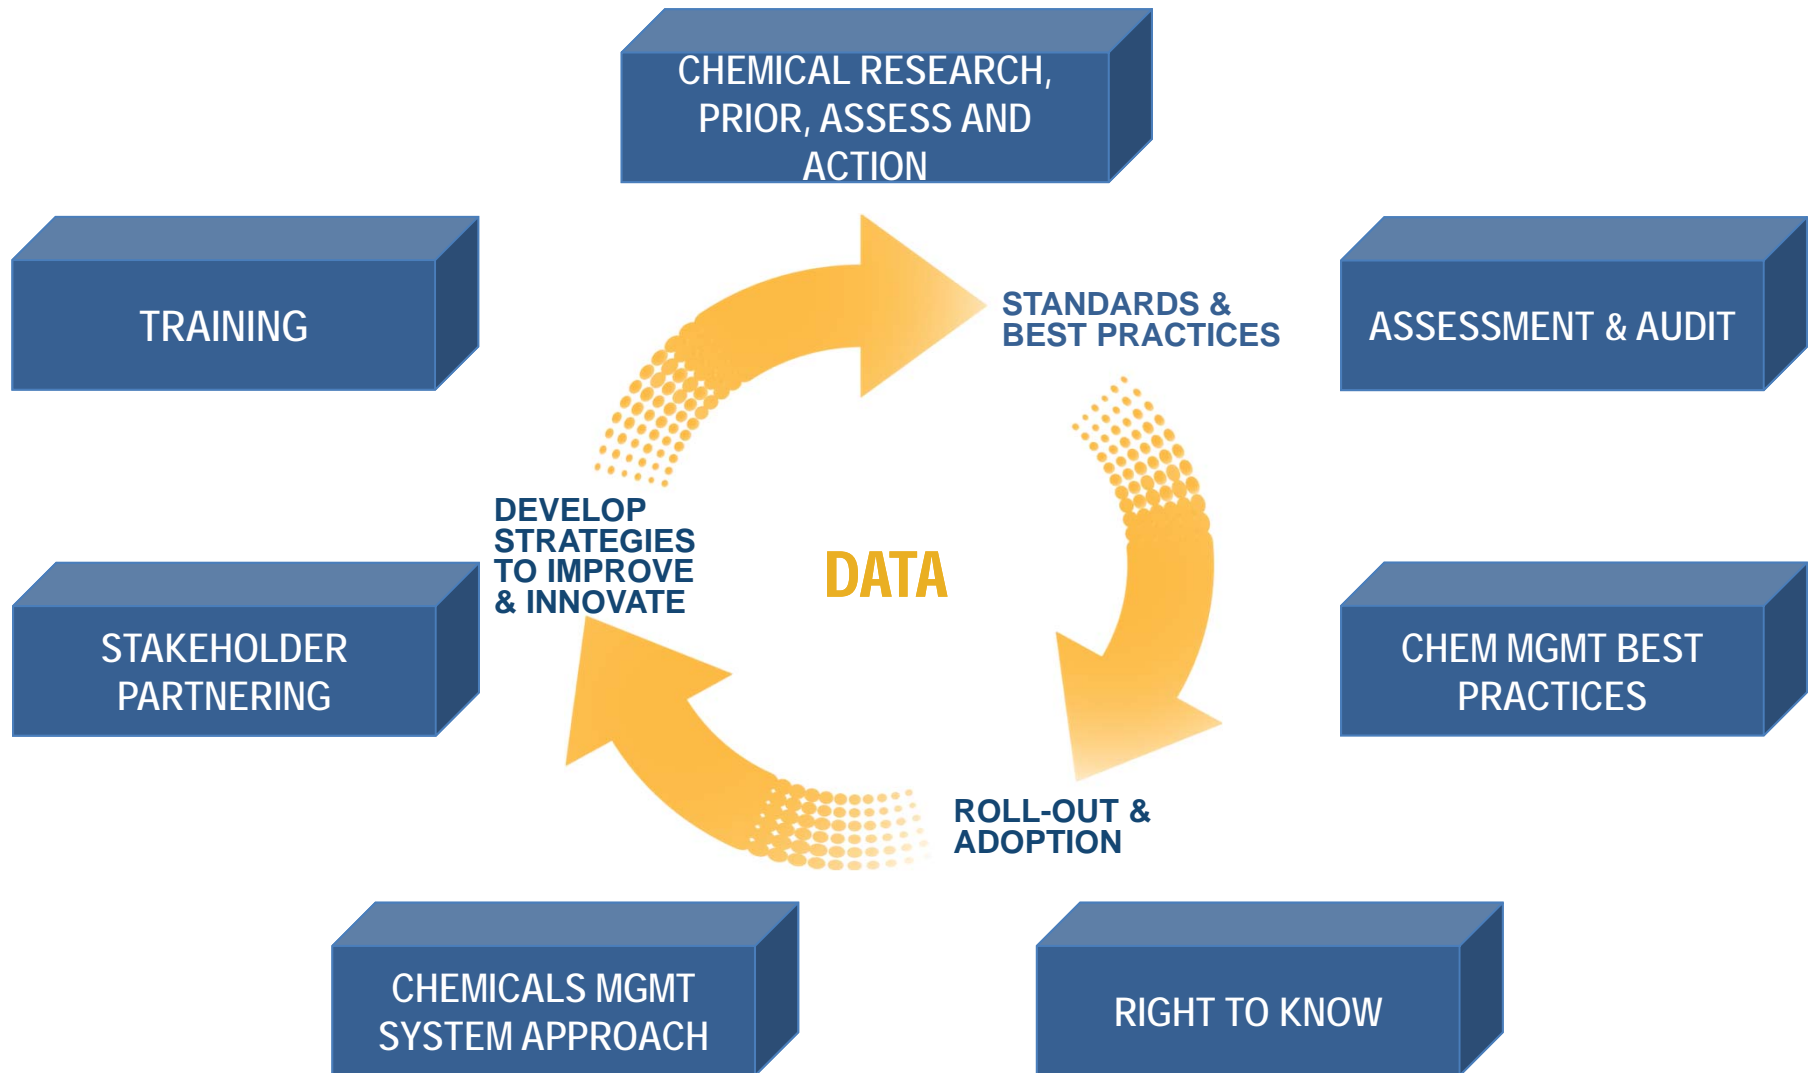 CHEMICAL RESEARCH,
PRIOR, ASSESS AND
ACTION
TRAINING
STANDARDS &
BEST PRACTICES
ASSESSMENT & AUDIT
DEVELOP
STRATEGIES
TO IMPROVE
& INNOVATE
DATA
STAKEHOLDER
PARTNERING
CHEM MGMT BEST
PRACTICES
ROLL-OUT &
ADOPTION
CHEMICALS MGMT
SYSTEM APPROACH
RIGHT TO KNOW